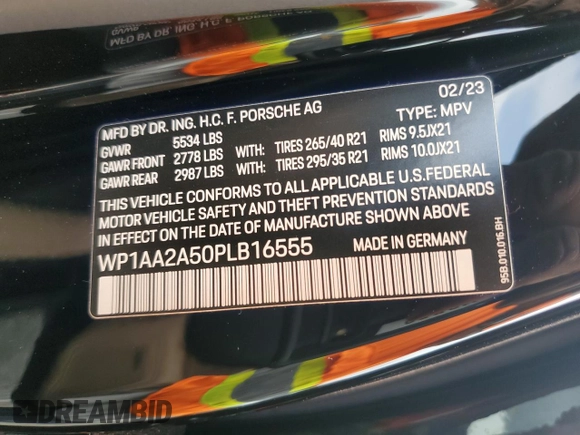 MFD BY DR. ING. H.C. F. PORSCHE AG 02/23
GVWR 5534 LBS TYPE: MPV
GAWR FRONT 2778 LBS WITH: TIRES 265/40 R21 RIMS 9.5JX21
GAWR REAR 2987 LBS WITH: TIRES 295/35 R21 RIMS 10.0JX21
THIS VEHICLE CONFORMS TO ALL APPLICABLE U.S.FEDERAL
MOTOR VEHICLE SAFETY AND THEFT PREVENTION STANDARDS
IN EFFECT ON THE DATE OF MANUFACTURE SHOWN ABOVE
WP1AA2A50PLB16555 MADE IN GERMANY
95B.010.016.BH
DREAMBID